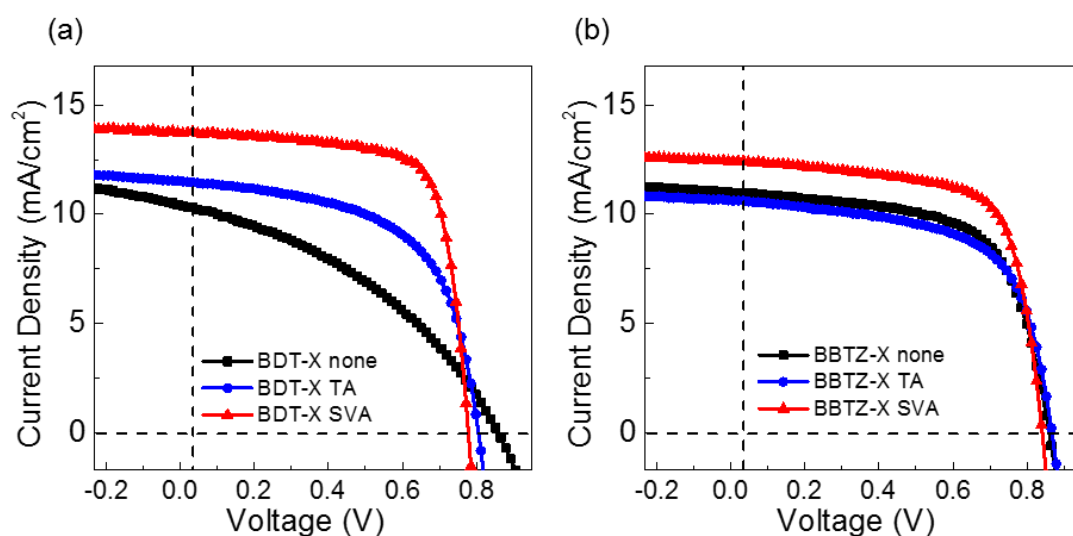 (a)
Current Density (mA/cm²)
15
10
5
0
BDT-X none
BDT-X TA
BDT-X SVA
-0.2 0.0 0.2 0.4 0.6 0.8
Voltage (V)
(b)
Current Density (mA/cm²)
15
10
5
0
BBTZ-X none
BBTZ-X TA
BBTZ-X SVA
-0.2 0.0 0.2 0.4 0.6 0.8
Voltage (V)